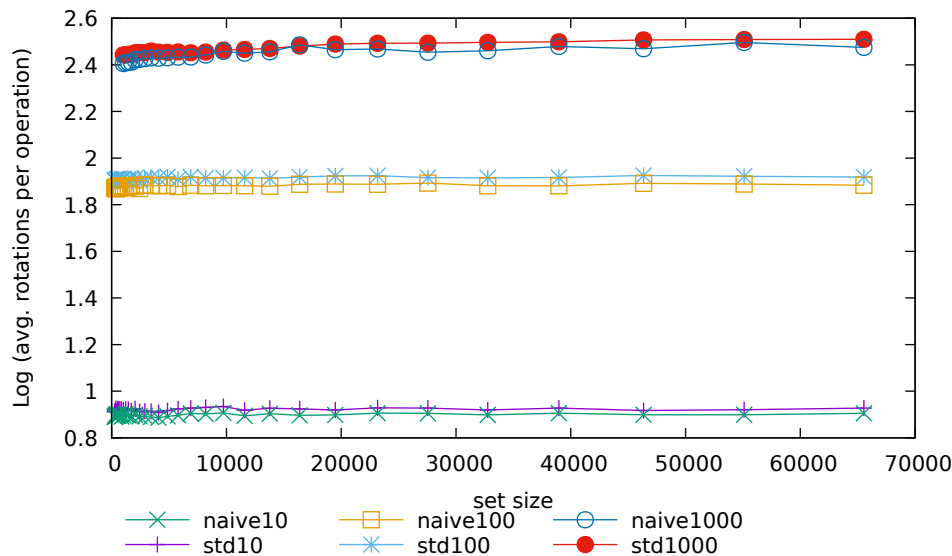 2.6
2.4
2.2
2
1.8
1.6
1.4
1.2
1
0.8
Log (avg. rotations per operation)
0 10000 20000 30000 40000 50000 60000 70000
set size
naive10 naive100 naive1000
std10 std100 std1000